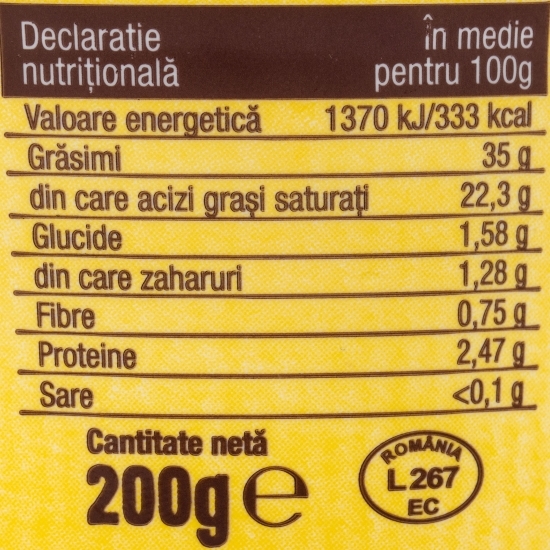 Declaratie nutrițională
în medie pentru 100g
Valoare energetică 1370 kJ/333 kcal
Grăsimi 35 g
din care acizi grași saturați 22,3 g
Glucide 1,58 g
din care zaharuri 1,28 g
Fibre 0,75 g
Proteine 2,47 g
Sare <0,1 g
Cantitate netă
200g e
ROMÂNIA
L 267
EC